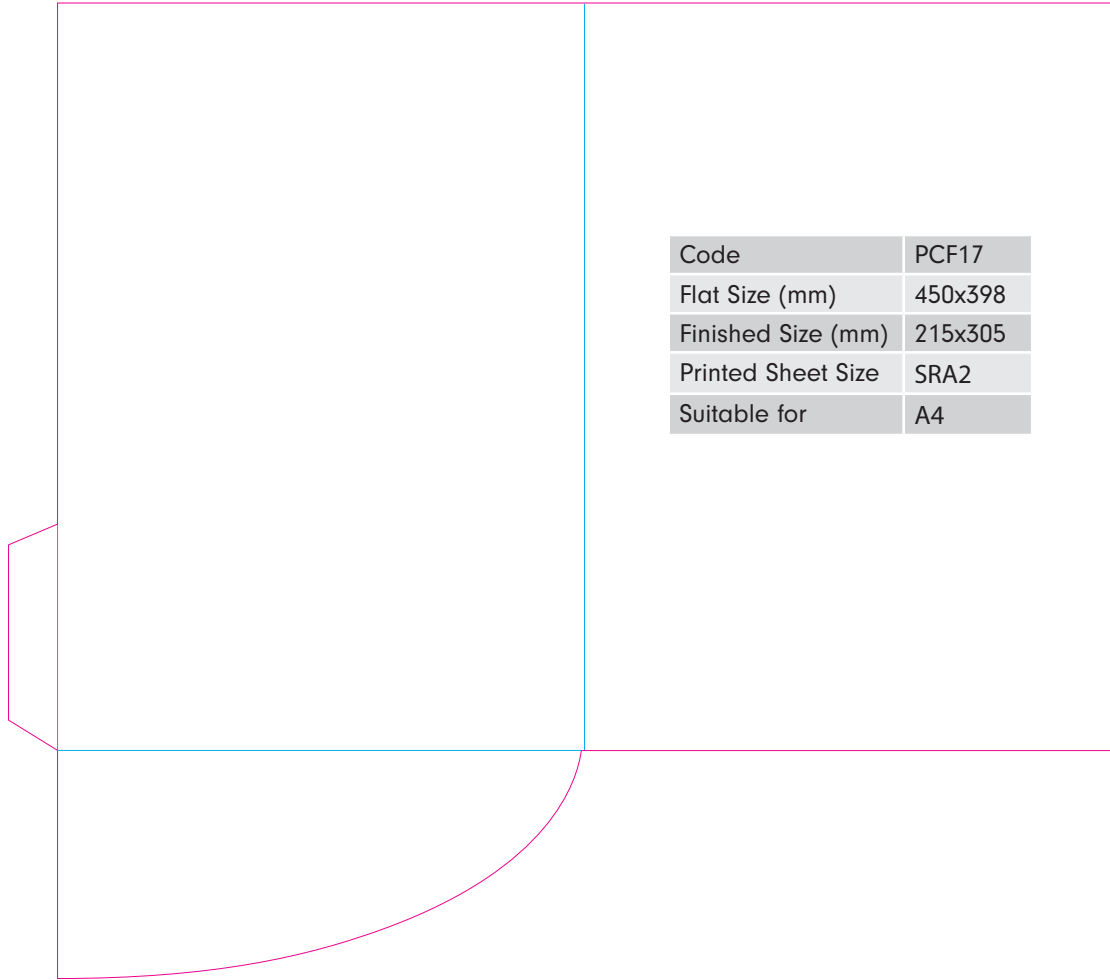 Code PCF17
Flat Size (mm) 450x398
Finished Size (mm) 215x305
Printed Sheet Size SRA2
Suitable for A4